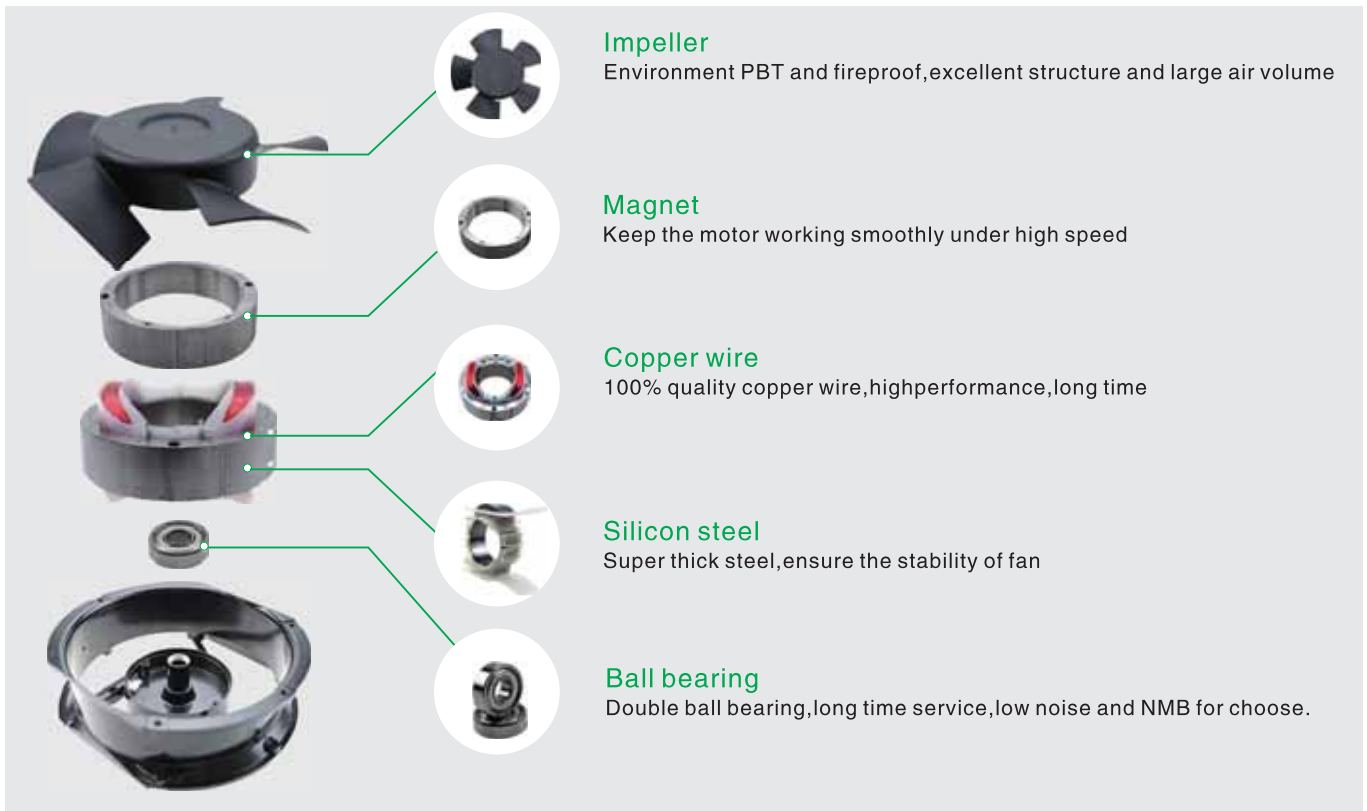 Impeller
Environment PBT and fireproof,excellent structure and large air volume
Magnet
Keep the motor working smoothly under high speed
Copper wire
100% quality copper wire,highperformance,long time
Silicon steel
Super thick steel,ensure the stability of fan
Ball bearing
Double ball bearing,long time service,low noise and NMB for choose.